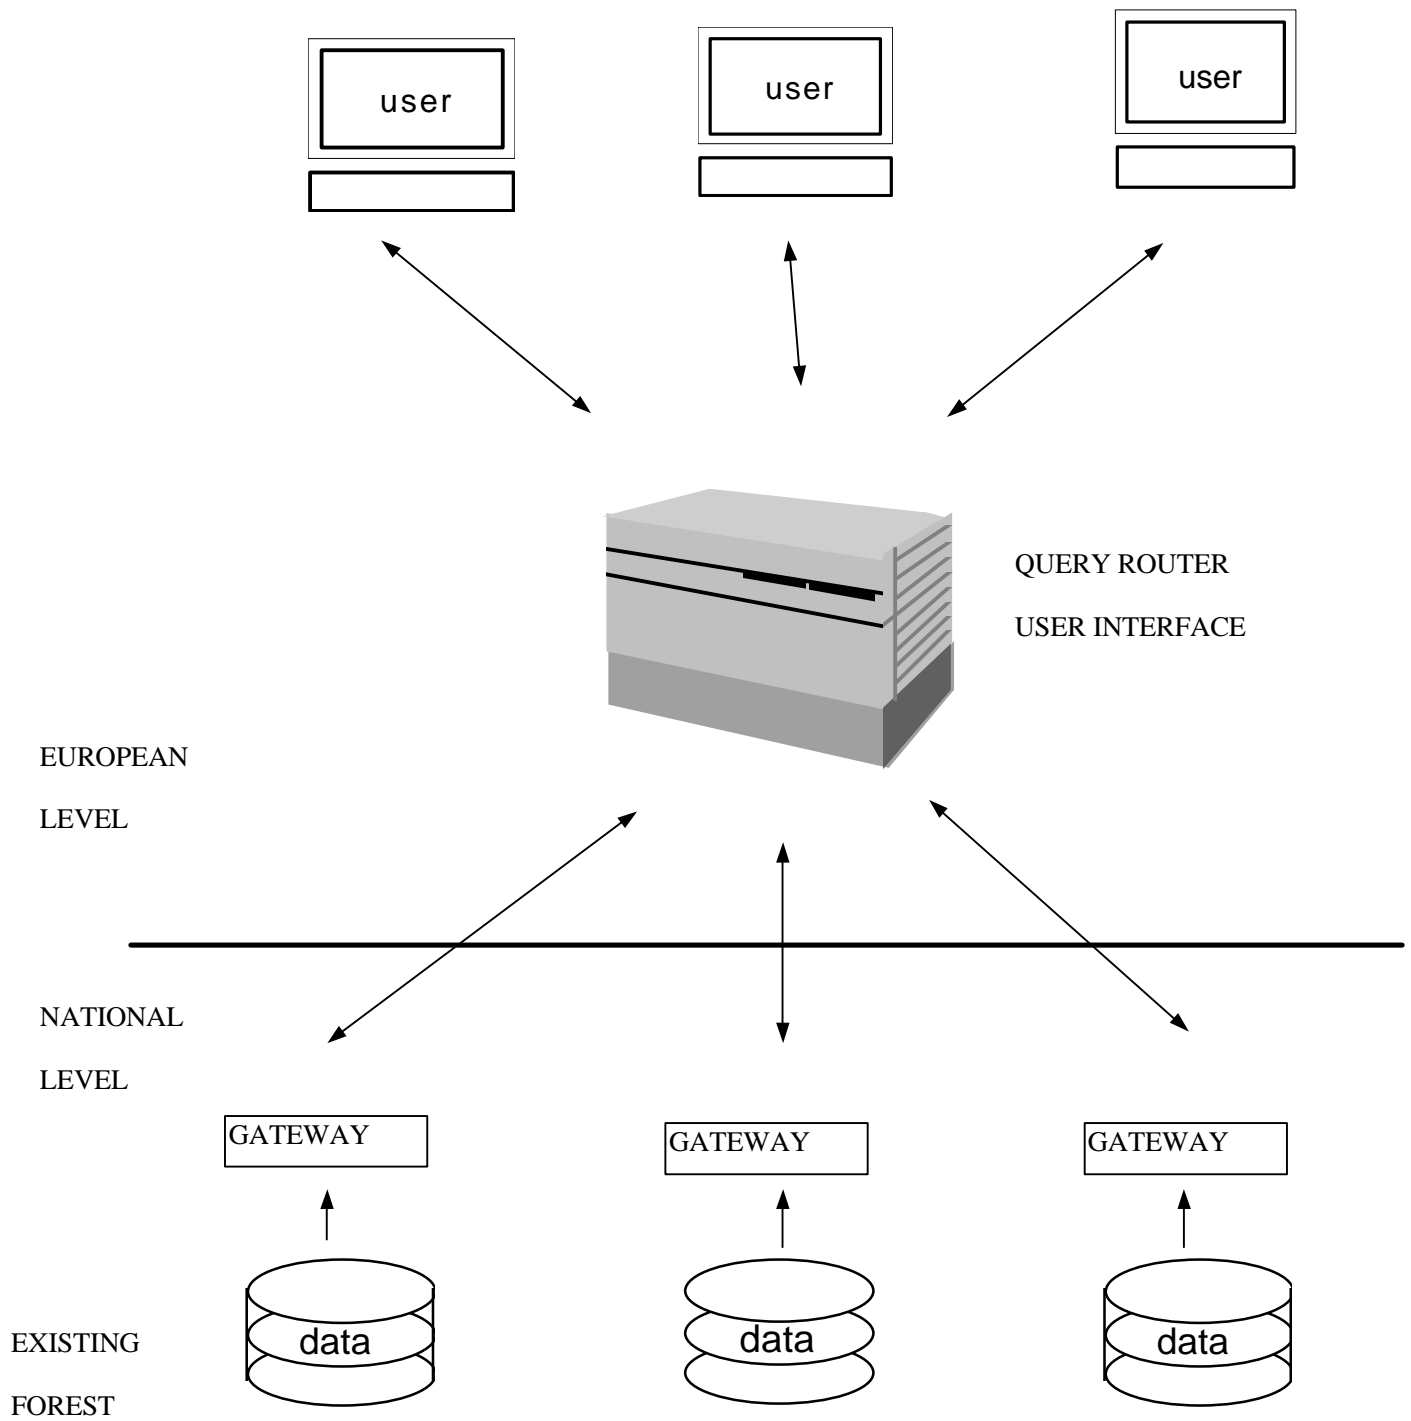 user
user
user
QUERY ROUTER
USER INTERFACE
EUROPEAN
LEVEL
NATIONAL
LEVEL
GATEWAY
GATEWAY
GATEWAY
data
data
data
EXISTING
FOREST